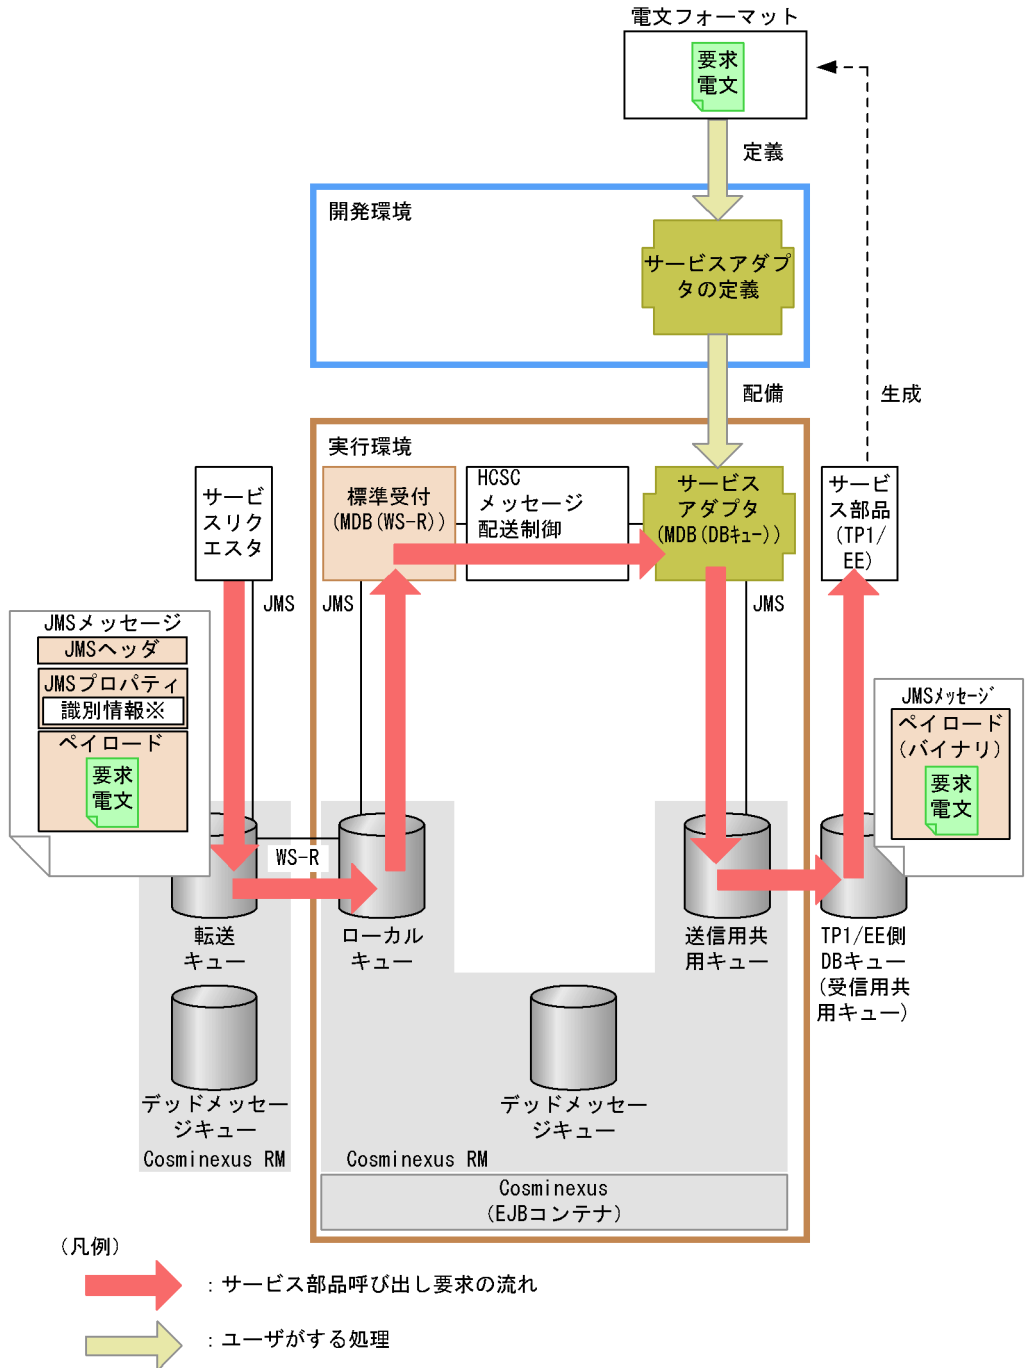 電文フォーマット
要求
電文
定義
開発環境
サービスアダプ
タの定義
配備
生成
実行環境
サービ
スリク
エスタ
標準受付
(MDB(WS-R))
HCSC
メッセージ
配送制御
サービス
アダプタ
(MDB(DBキュー))
サービ
ス部品
(TP1/
EE)
JMS
JMS
JMS
JMSメッセージ
JMSヘッダ
JMSプロパティ
識別情報※
ペイロード
要求
電文
JMSメッセージ
ペイロード
(バイナリ)
要求
電文
WS-R
転送
キュー
ローカル
キュー
送信用共
用キュー
TP1/EE側
DBキュー
(受信用共
用キュー)
デッドメッセー
ジキュー
デッドメッセー
ジキュー
Cosminexus RM
Cosminexus RM
Cosminexus
(EJBコンテナ)
(凡例)
：サービス部品呼び出し要求の流れ
：ユーザがする処理